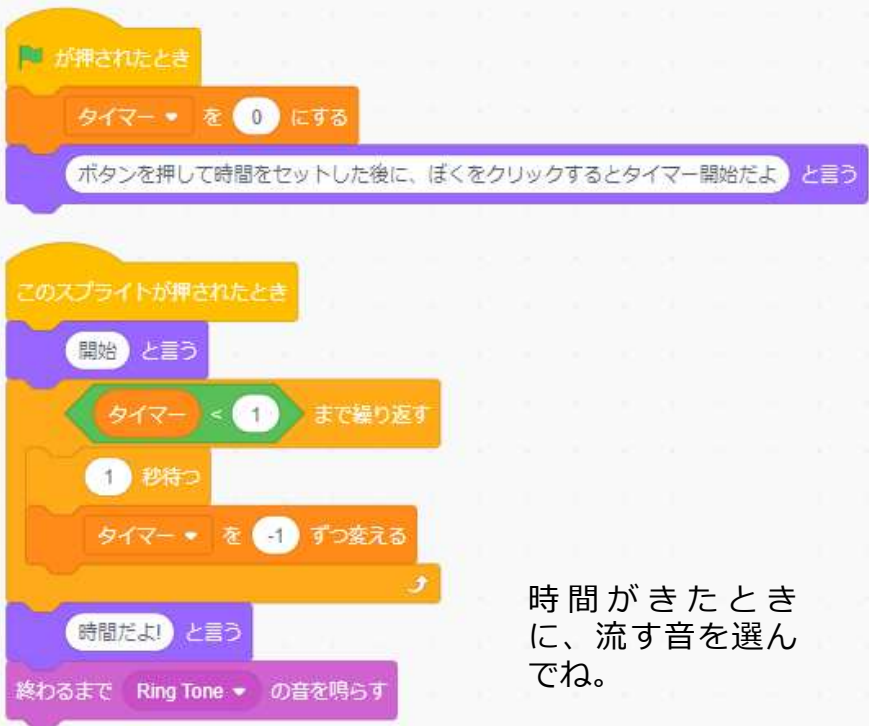 が押されたとき
タイマー を 0 にする
ボタンを押して時間をセットした後に、ぼくをクリックするとタイマー開始だよ と言う
このスプライトが押されたとき
開始 と言う
タイマー < 1 まで繰り返す
1 秒待つ
タイマー を -1 ずつ変える
時間だよ! と言う
終わるまで Ring Tone の音を鳴らす
時間がきたとき
に、流す音を選ん
でね。